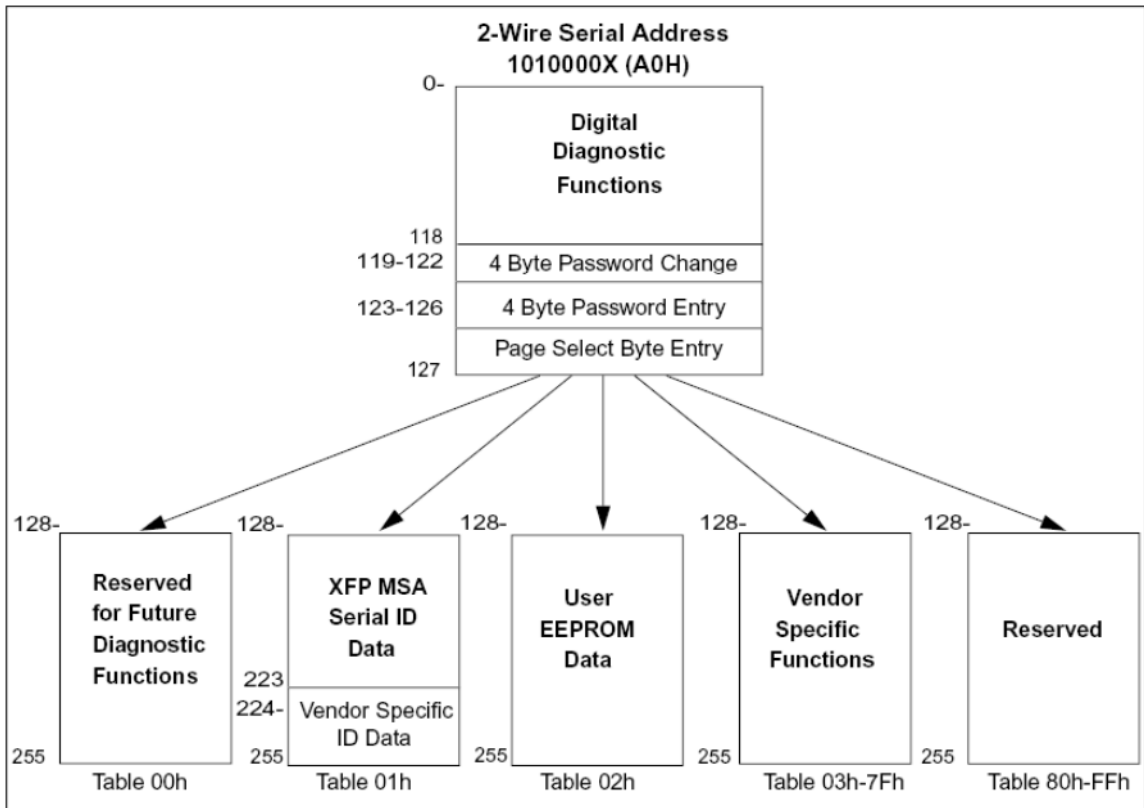 2-Wire Serial Address
1010000X (A0H)
0-
Digital
Diagnostic
Functions
118
119-122
4 Byte Password Change
123-126
4 Byte Password Entry
Page Select Byte Entry
127
128-
Reserved
for Future
Diagnostic
Functions
255
Table 00h
128-
XFP MSA
Serial ID
Data
223
224-
Vendor Specific
ID Data
255
Table 01h
128-
User
EEPROM
Data
255
Table 02h
128-
Vendor
Specific
Functions
255
Table 03h-7Fh
128-
Reserved
255
Table 80h-FFh